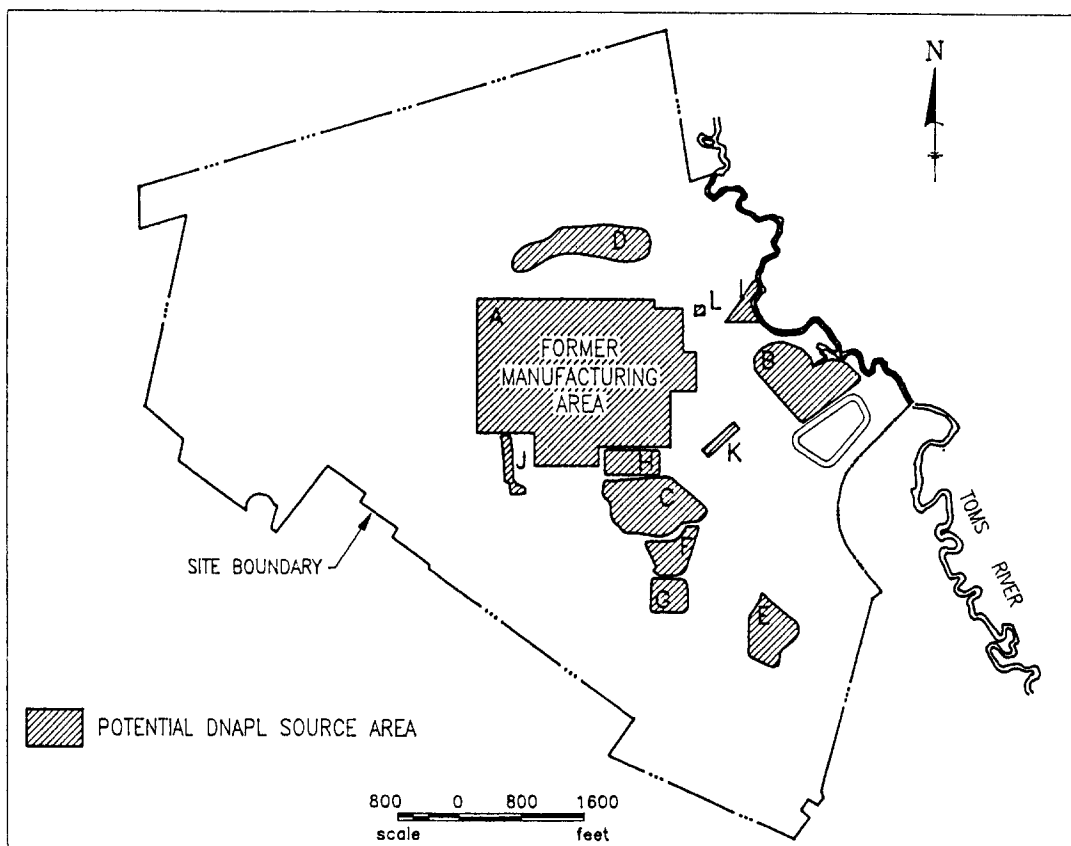 N
D
A
FORMER
MANUFACTURING
AREA
L
I
B
J
H
K
C
F
G
E
TOMS RIVER
SITE BOUNDARY
POTENTIAL DNAPL SOURCE AREA
800 0 800 1600
scale feet